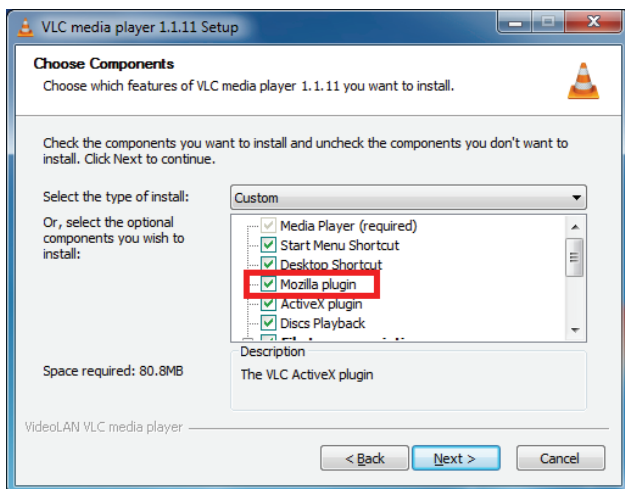 VLC media player 1.1.11 Setup
Choose Components
Choose which features of VLC media player 1.1.11 you want to install.
Check the components you want to install and uncheck the components you don't want to
install. Click Next to continue.
Select the type of install:
Custom
Or, select the optional
components you wish to
install:
Media Player (required)
Start Menu Shortcut
Desktop Shortcut
Mozilla plugin
ActiveX plugin
Discs Playback
Space required: 80.8MB
Description
The VLC ActiveX plugin
VideoLAN VLC media player
< Back
Next >
Cancel